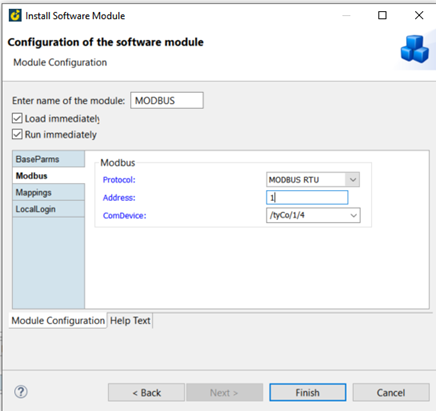 Install Software Module
Configuration of the software module
Module Configuration
Enter name of the module: MODBUS
Load immediately
Run immediately
BaseParms
Modbus
Mappings
LocalLogin
Modbus
Protocol: MODBUS RTU
Address: 1
ComDevice: /tyCo/1/4
Module Configuration Help Text
? < Back Next > Finish Cancel